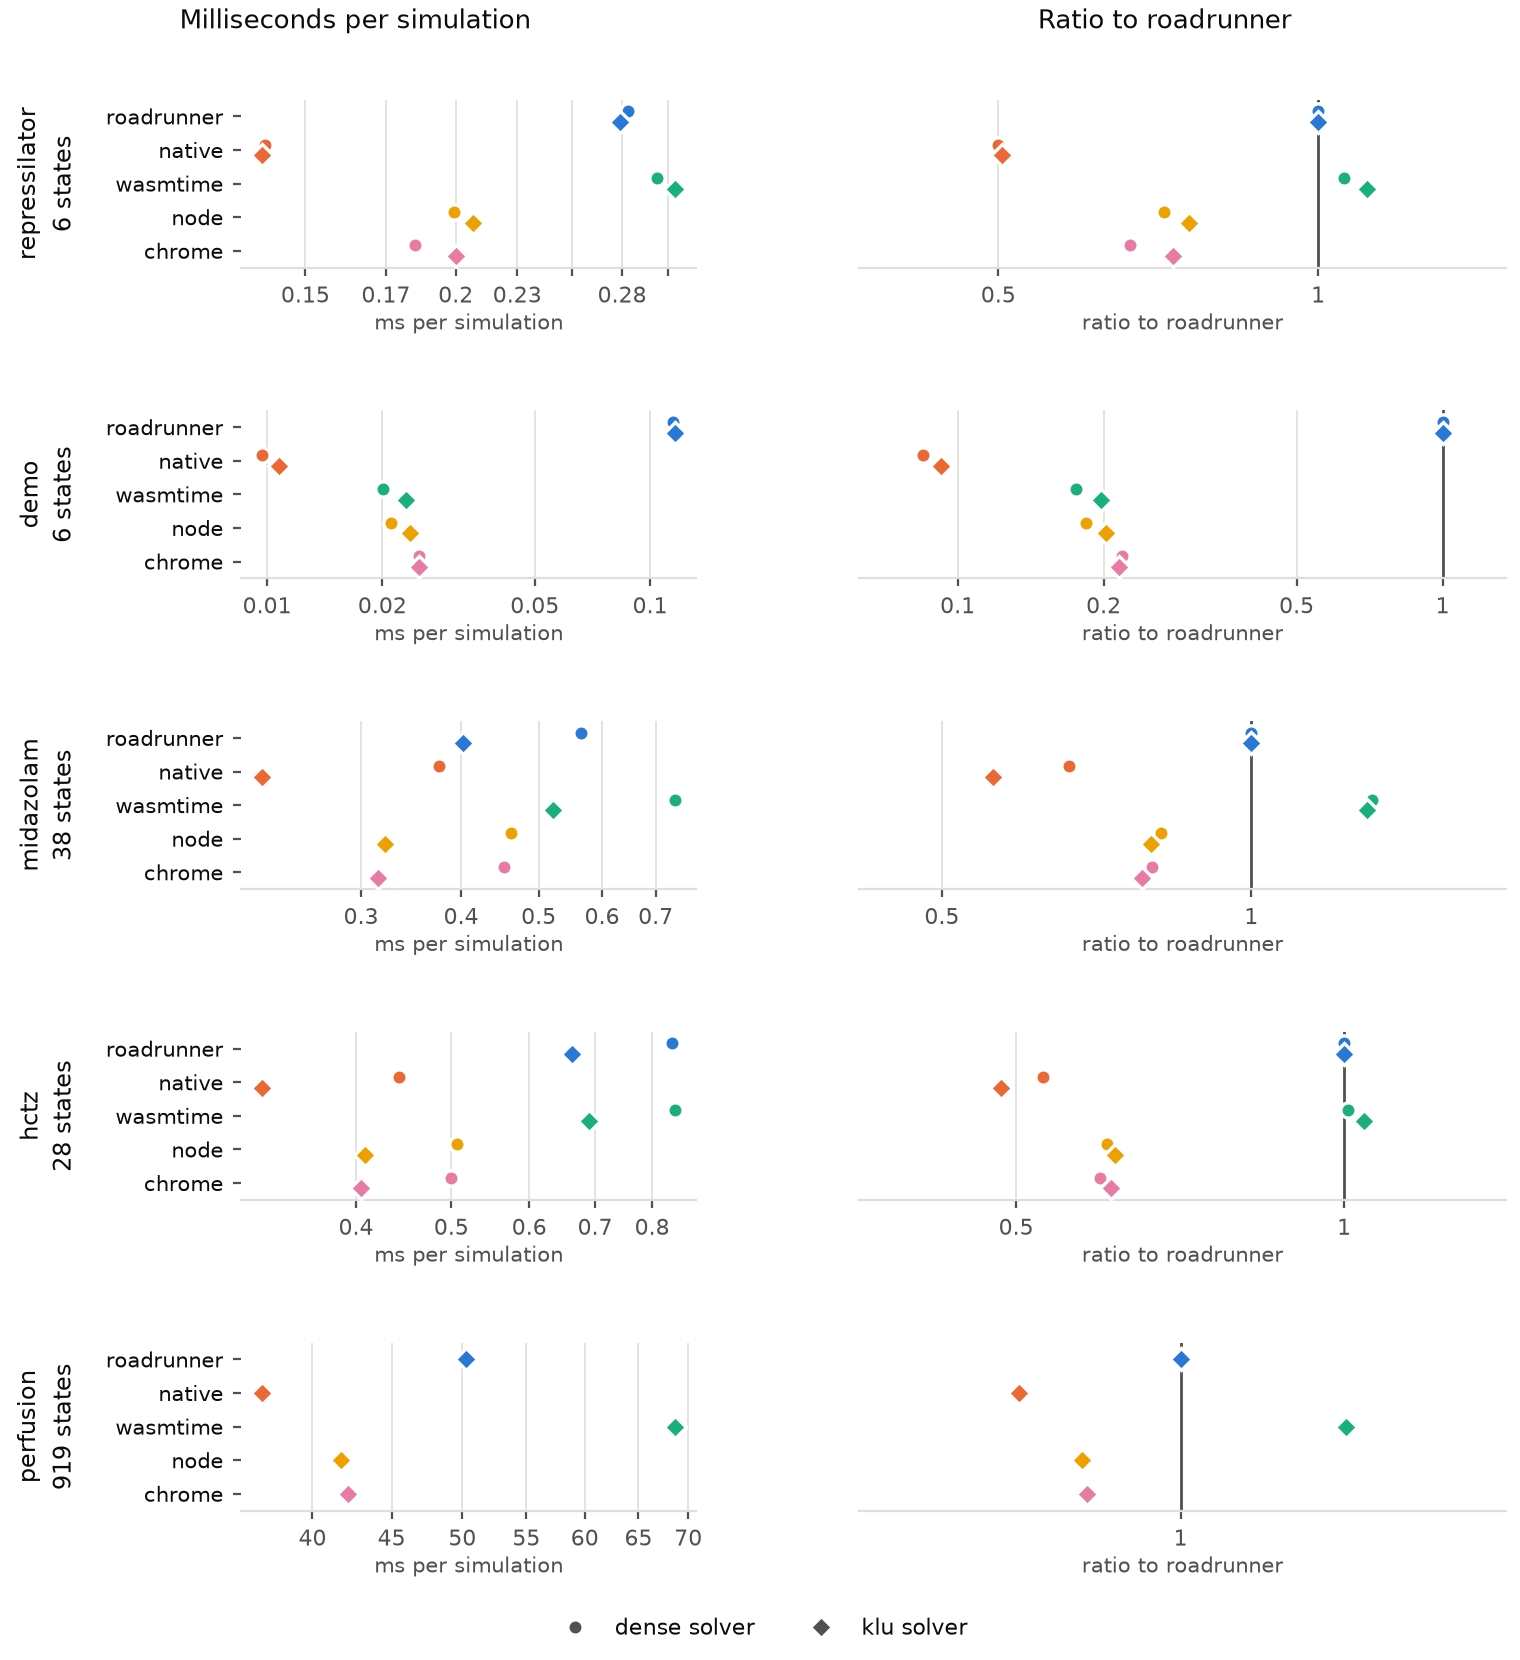 Milliseconds per simulation
Ratio to roadrunner
repressilator
6 states
roadrunner
native
wasmtime
node
chrome
0.15 0.17 0.2 0.23 0.28
ms per simulation
0.5 1
ratio to roadrunner
demo
6 states
roadrunner
native
wasmtime
node
chrome
0.01 0.02 0.05 0.1
ms per simulation
0.1 0.2 0.5 1
ratio to roadrunner
midazolam
38 states
roadrunner
native
wasmtime
node
chrome
0.3 0.4 0.5 0.6 0.7
ms per simulation
0.5 1
ratio to roadrunner
hctz
28 states
roadrunner
native
wasmtime
node
chrome
0.4 0.5 0.6 0.7 0.8
ms per simulation
0.5 1
ratio to roadrunner
perfusion
919 states
roadrunner
native
wasmtime
node
chrome
40 45 50 55 60 65 70
ms per simulation
1
ratio to roadrunner
dense solver
klu solver